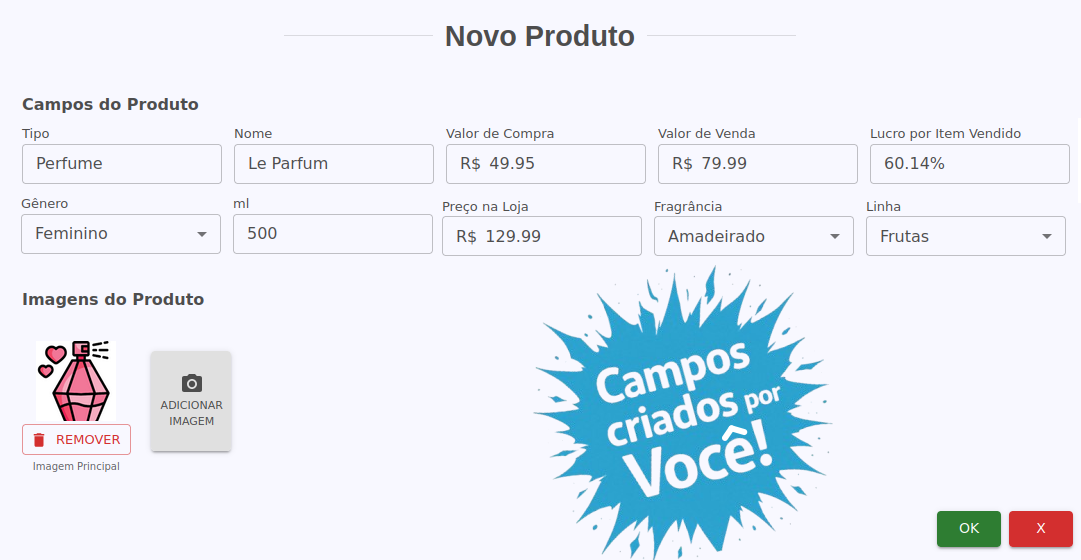 Novo Produto
Campos do Produto
Tipo Nome Valor de Compra Valor de Venda Lucro por Item Vendido
Perfume Le Parfum R$ 49.95 R$ 79.99 60.14%
Gênero ml Preço na Loja Fragrância Linha
Feminino 500 R$ 129.99 Amadeirado Frutas
Imagens do Produto
ADICIONAR
IMAGEM
REMOVER
Imagem Principal
Campos
criados por
Você!
OK X